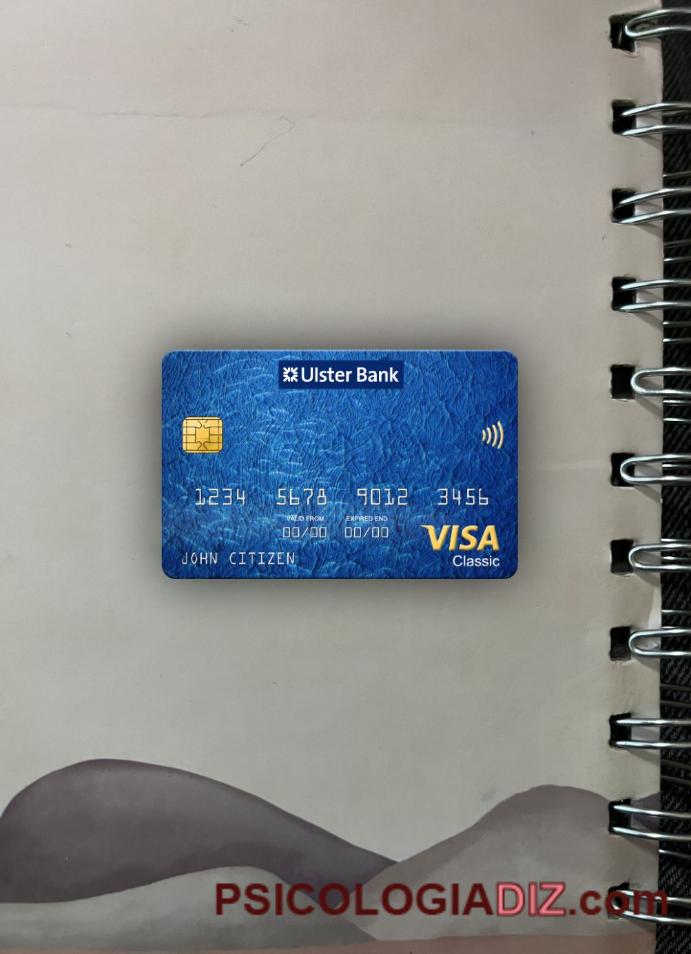 Ulster Bank
1234 5678 9012 3456
VALID FROM EXPIRED END
00/00 00/00
VISA
JOHN CITIZEN
Classic
PSICOLOGIADIZ.com